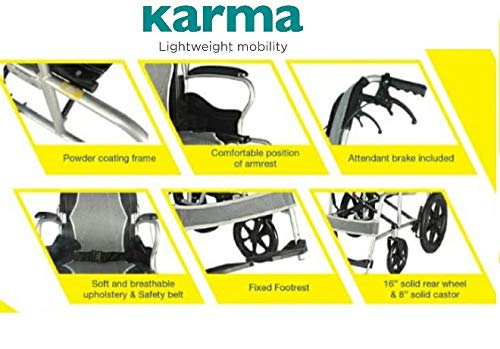 Karma
Lightweight mobility
Powder coating frame
Comfortable position
of armrest
Attendant brake included
Soft and breathable
upholstery & Safety belt
Fixed Footrest
16" solid rear wheel
& 8" solid castor